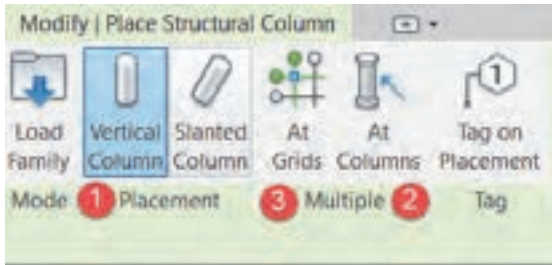 Modify | Place Structural Column
1
Load Vertical Slanted At At Tag on
Family Column Column Grids Columns Placement
Mode 1 Placement 3 Multiple 2 Tag